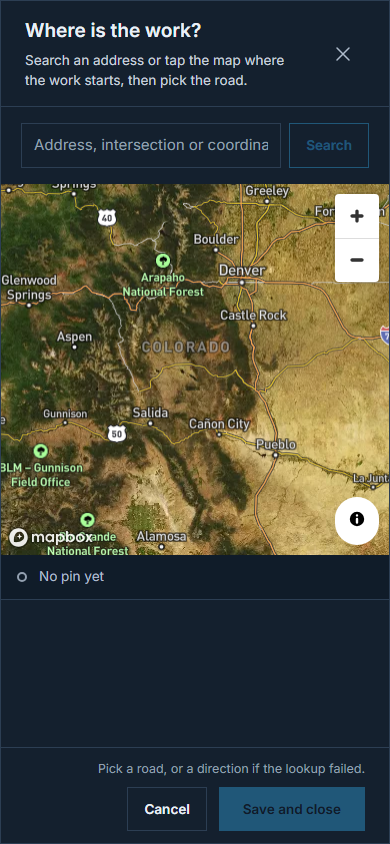 Where is the work?
Search an address or tap the map where
the work starts, then pick the road.
Address, intersection or coordina
Search
Springs
Greeley
40
Boulder
Arapaho
National Forest
Denver
Glenwood
Springs
Castle Rock
Aspen
COLORADO
Gunnison
Salida
50
Cañon City
Pueblo
BLM – Gunnison
Field Office
La Junt
Alamosa
National Forest
mapbox
No pin yet
Pick a road, or a direction if the lookup failed.
Cancel
Save and close